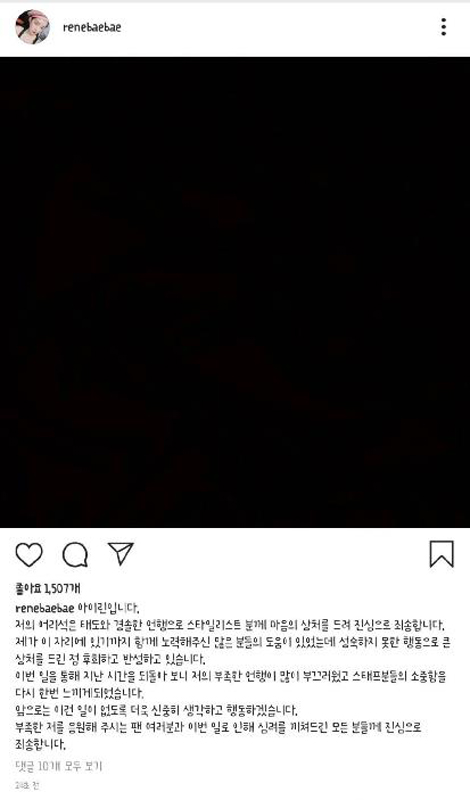 renebaebae
좋아요 1,507개
renebaebae 아이린입니다.
저의 어리석은 태도와 경솔한 언행으로 스타일리스트 분께 마음의 상처를 드려 진심으로 죄송합니다.
제가 이 자리에 있기까지 함께 노력해주신 많은 분들의 도움이 있었는데 성숙하지 못한 행동으로 큰
상처를 드린 점 후회하고 반성하고 있습니다.
이번 일을 통해 지난 시간을 되돌아 보니 저의 부족한 언행이 많이 부끄러웠고 스태프분들의 소중함을
다시 한번 느끼게되었습니다.
앞으로는 이런 일이 없도록 더욱 신중히 생각하고 행동하겠습니다.
부족한 저를 응원해 주시는 팬 여러분과 이번 일로 인해 심려를 끼쳐드린 모든 분들께 진심으로
죄송합니다.
댓글 10개 모두 보기
24초 전